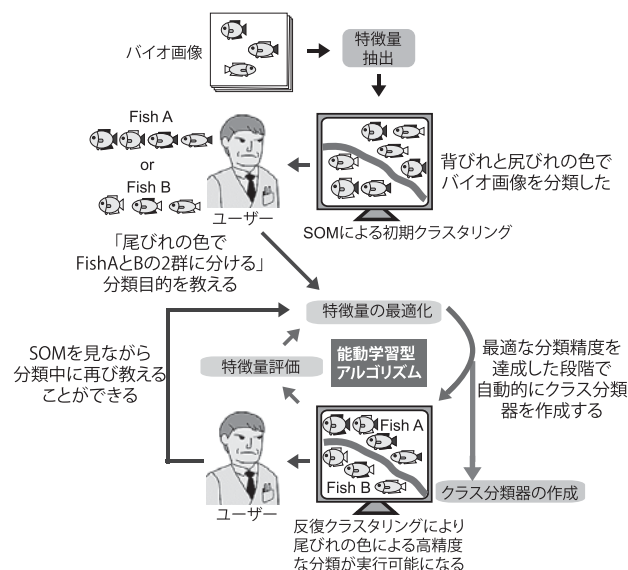 バイオ画像
特徴量
抽出
Fish A
or
Fish B
ユーザー
背びれと尻びれの色で
バイオ画像を分類した
SOMによる初期クラスタリング
「尾びれの色で
FishAとBの2群に分ける」
分類目的を教える
特徴量の最適化
SOMを見ながら
分類中に再び教える
ことができる
特徴量評価
能動学習型
アルゴリズム
最適な分類精度を
達成した段階で
自動的にクラス分類
器を作成する
Fish A
Fish B
ユーザー
クラス分類器の作成
反復クラスタリングにより
尾びれの色による高精度
な分類が実行可能になる